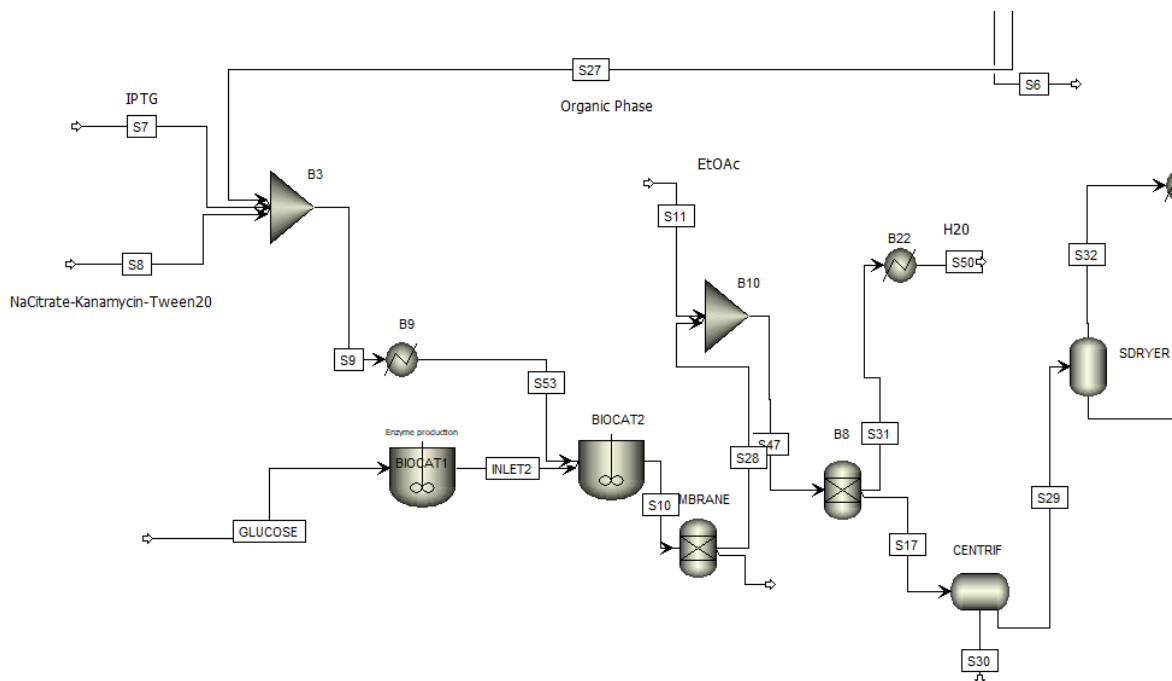 S27
S6
IPTG
Organic Phase
S7
EtOAc
B3
S11
H20
B22
S32
S50
S8
B10
NaCitrate-Kanamycin-Tween20
B9
SDRYER
S9
S53
Enzyme production
BIOCAT2
BIOCAT1
INLET2
S47
S28
B8
S31
MBRANE
S10
S29
GLUCOSE
S17
CENTRIF
S30